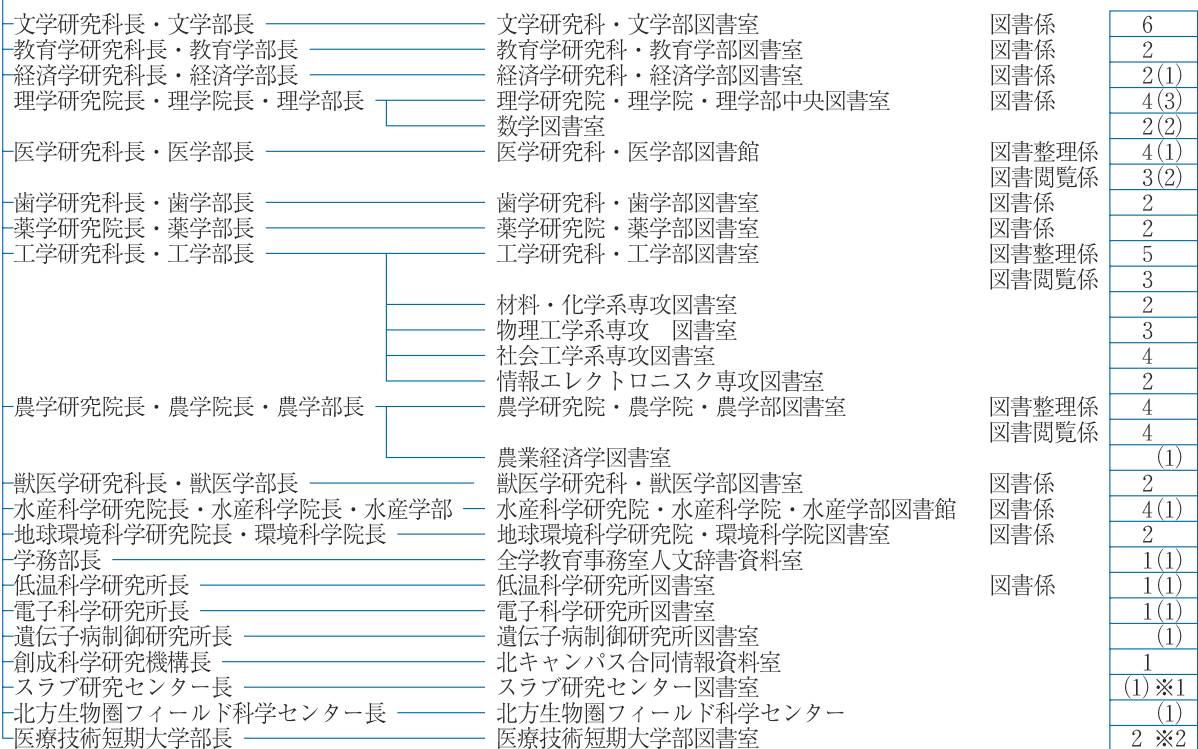 文学研究科長・文学部長 文学研究科・文学部図書室 図書係 6
教育学研究科長・教育学部長 教育学研究科・教育学部図書室 図書係 2
経済学研究科長・経済学部長 経済学研究科・経済学部図書室 図書係 2(1)
理学研究院長・理学院長・理学部長 理学研究院・理学院・理学部中央図書室 図書係 4(3)
数学図書室 2(2)
医学研究科長・医学部長 医学研究科・医学部図書館 図書整理係 4(1)
図書閲覧係 3(2)
歯学研究科長・歯学部長 歯学研究科・歯学部図書室 図書係 2
薬学研究院長・薬学部長 薬学研究院・薬学部図書室 図書係 2
工学研究科長・工学部長 工学研究科・工学部図書室 図書整理係 5
図書閲覧係 3
材料・化学系専攻図書室 2
物理工学系専攻　図書室 3
社会工学系専攻図書室 4
情報エレクトロニスク専攻図書室 2
農学研究院長・農学院長・農学部長 農学研究院・農学院・農学部図書室 図書整理係 4
図書閲覧係 4
農業経済学図書室 (1)
獣医学研究科長・獣医学部長 獣医学研究科・獣医学部図書室 図書係 2
水産科学研究院長・水産科学院長・水産学部 水産科学研究院・水産科学院・水産学部図書館 図書係 4(1)
地球環境科学研究院長・環境科学院長 地球環境科学研究院・環境科学院図書室 図書係 2
学務部長 全学教育事務室人文辞書資料室 1(1)
低温科学研究所長 低温科学研究所図書室 図書係 1(1)
電子科学研究所長 電子科学研究所図書室 1(1)
遺伝子病制御研究所長 遺伝子病制御研究所図書室 (1)
創成科学研究機構長 北キャンパス合同情報資料室 1
スラブ研究センター長 スラブ研究センター図書室 (1)※1
北方生物圏フィールド科学センター長 北方生物圏フィールド科学センター (1)
医療技術短期大学部長 医療技術短期大学部図書室 2 ※2